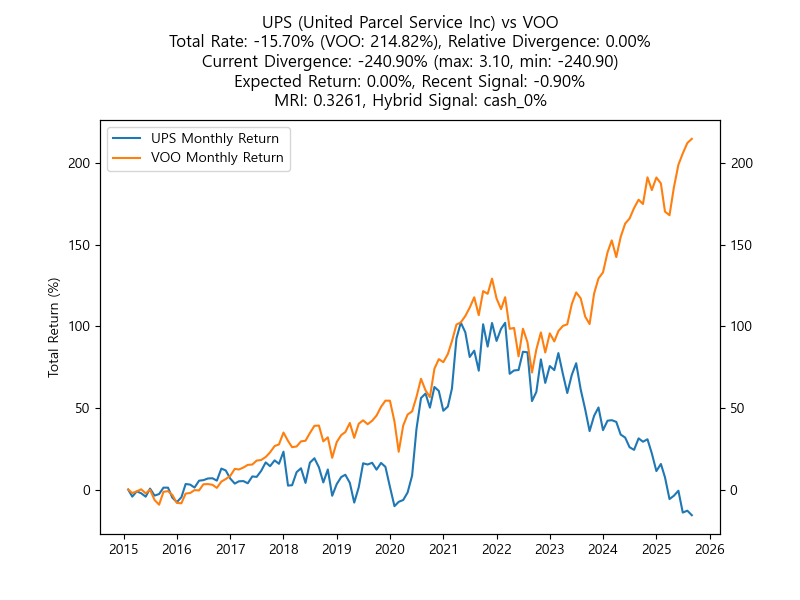 UPS (United Parcel Service Inc) vs VOO
Total Rate: -15.70% (VOO: 214.82%), Relative Divergence: 0.00%
Current Divergence: -240.90% (max: 3.10, min: -240.90)
Expected Return: 0.00%, Recent Signal: -0.90%
MRI: 0.3261, Hybrid Signal: cash_0%
UPS Monthly Return
VOO Monthly Return
Total Return (%)
200
150
100
50
0
200
150
100
50
0
2015 2016 2017 2018 2019 2020 2021 2022 2023 2024 2025 2026